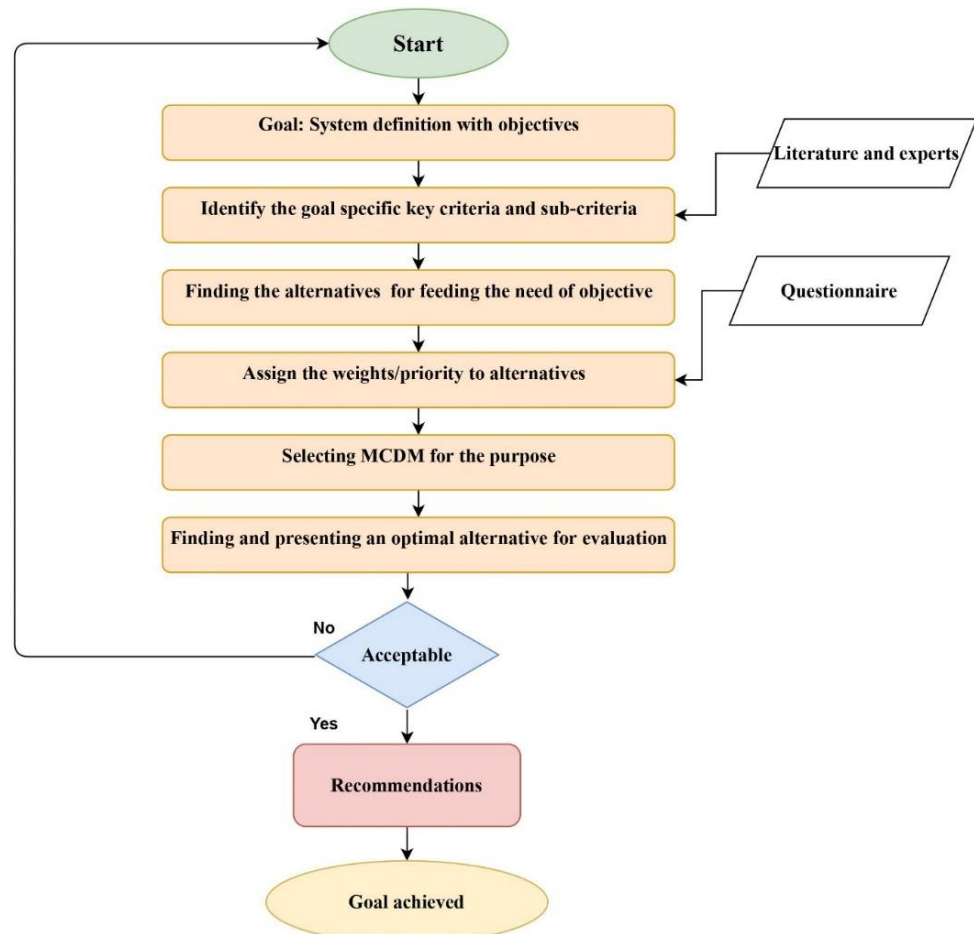 Start
Goal: System definition with objectives
Literature and experts
Identify the goal specific key criteria and sub-criteria
Finding the alternatives for feeding the need of objective
Questionnaire
Assign the weights/priority to alternatives
Selecting MCDM for the purpose
Finding and presenting an optimal alternative for evaluation
No
Acceptable
Yes
Recommendations
Goal achieved